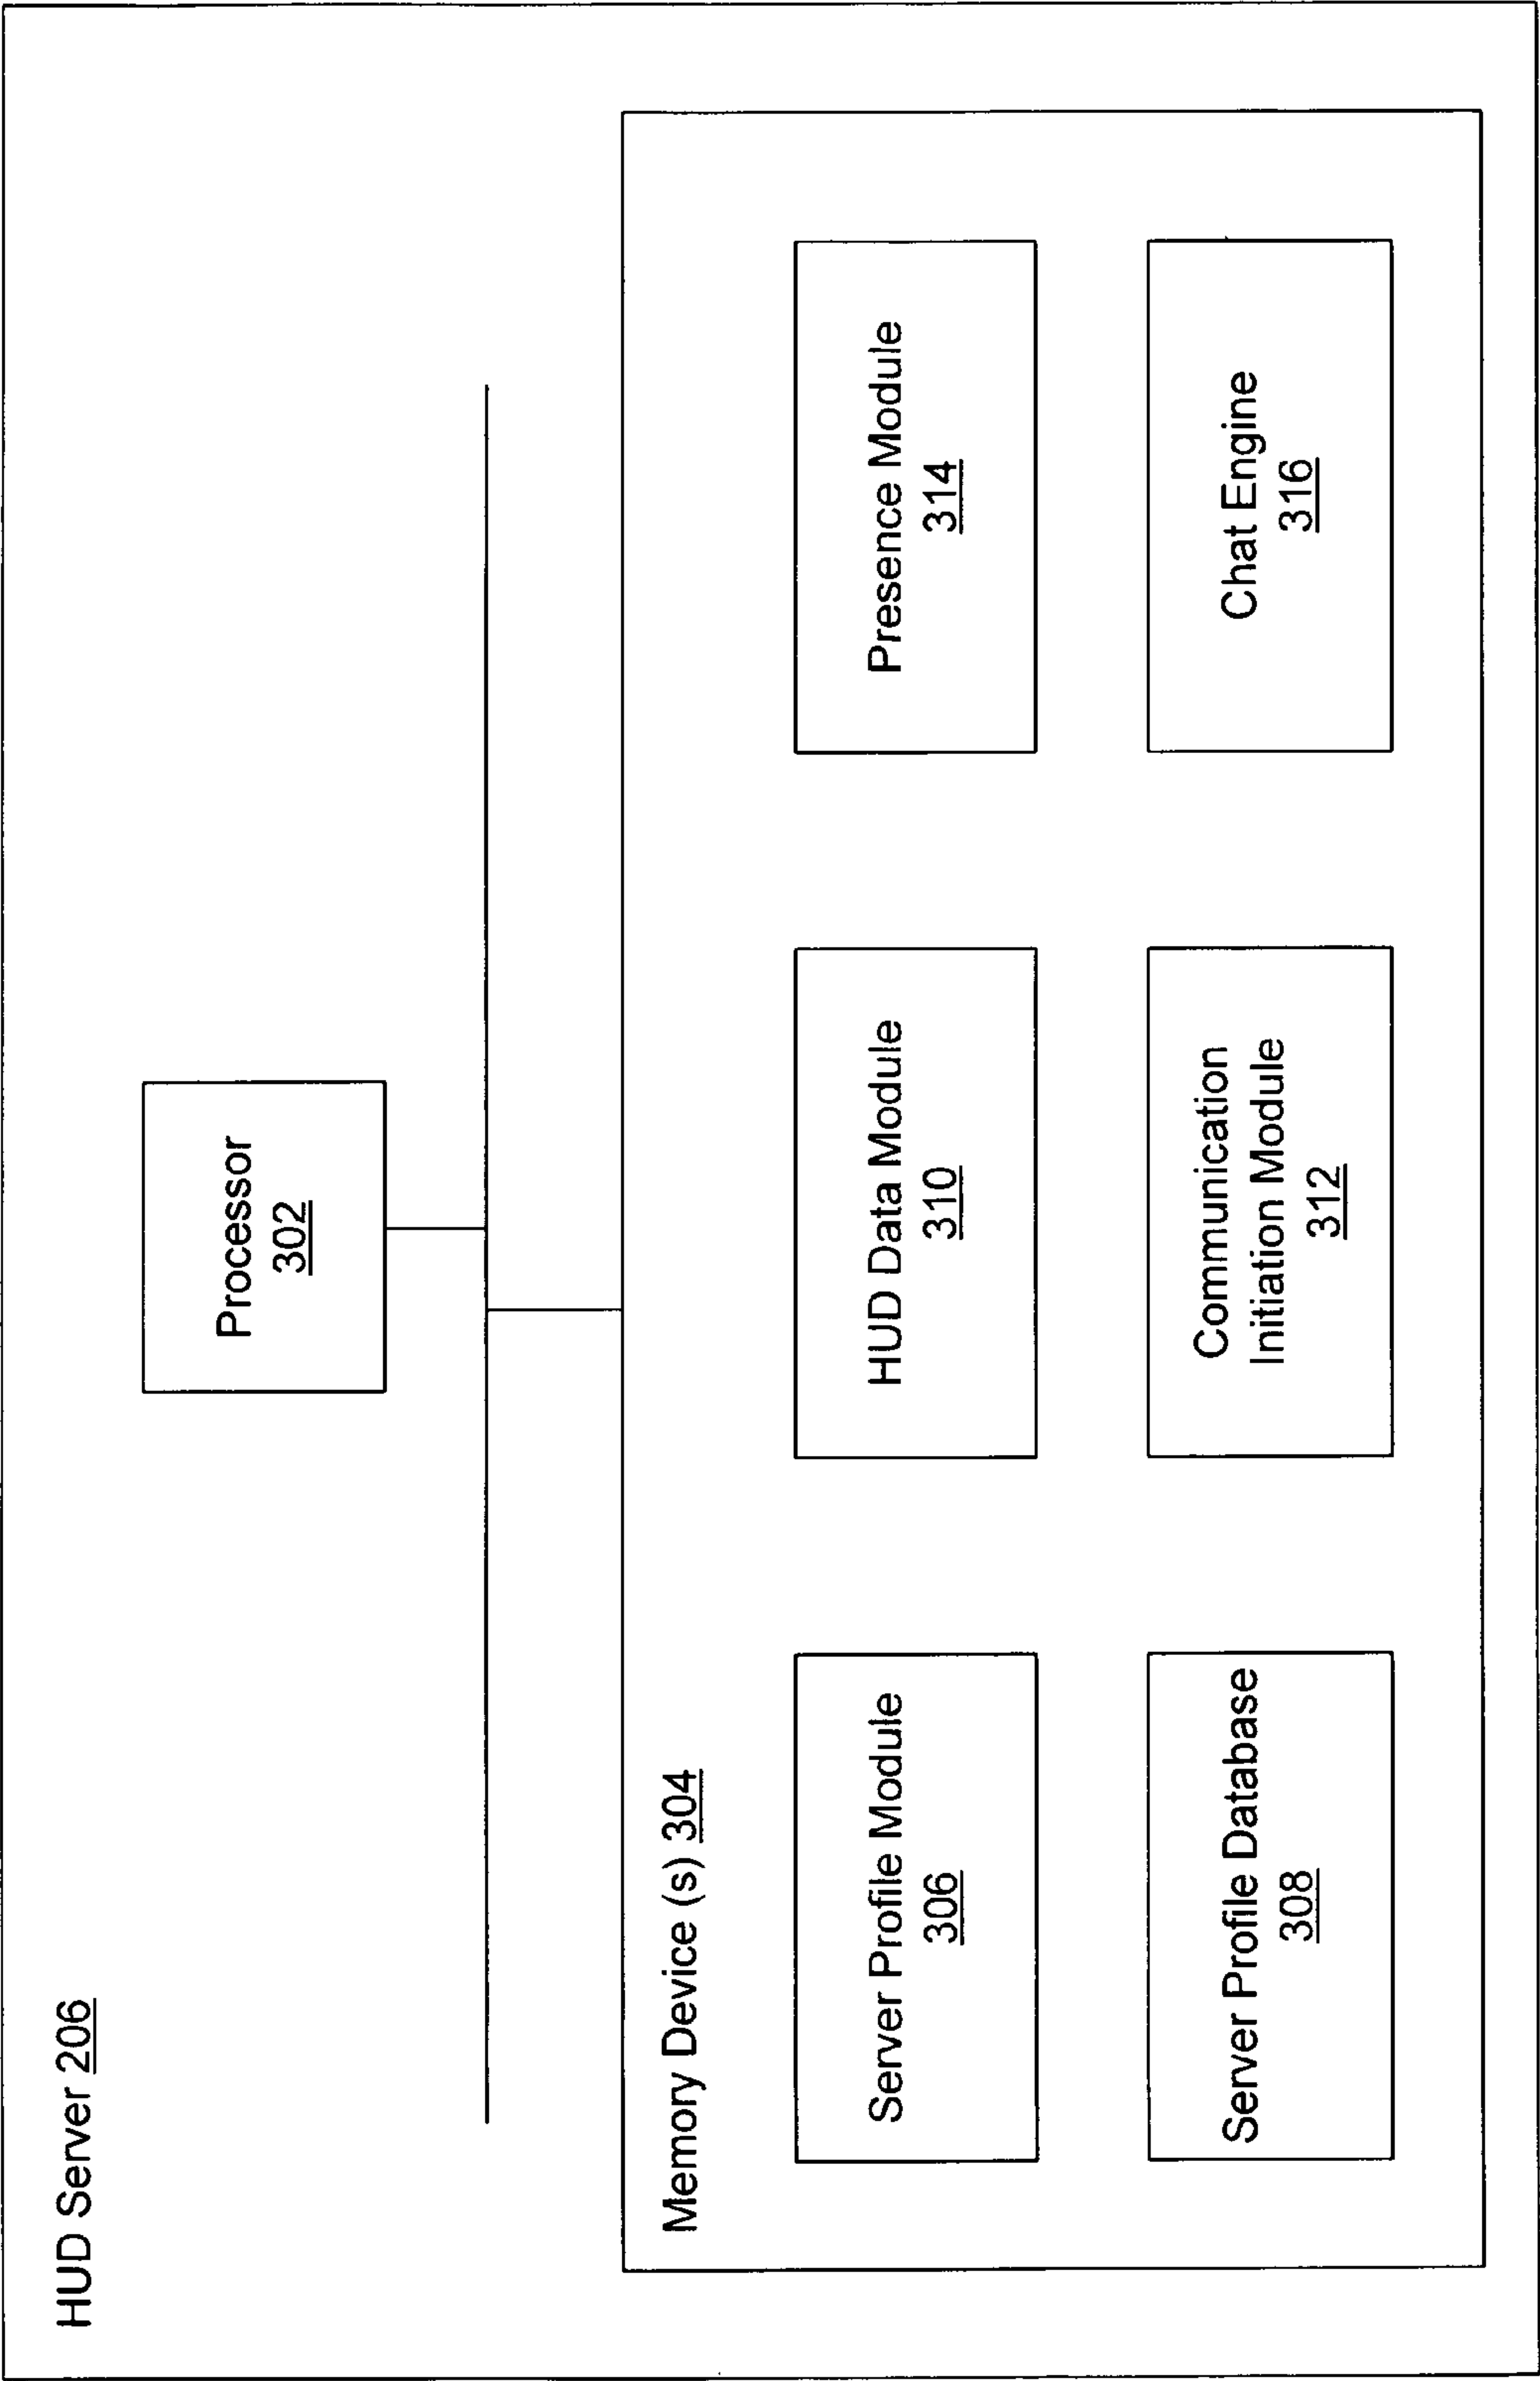 HUD Server 206
Processor
302
Memory Device (s) 304
Server Profile Module
306
HUD Data Module
310
Presence Module
314
Server Profile Database
308
Communication
Initiation Module
312
Chat Engine
316